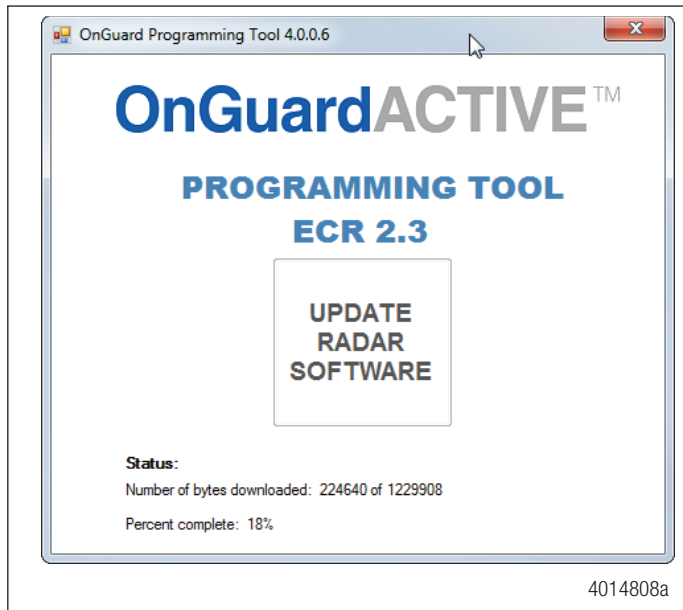 OnGuard Programming Tool 4.0.0.6
OnGuardACTIVE™
PROGRAMMING TOOL
ECR 2.3
UPDATE
RADAR
SOFTWARE
Status:
Number of bytes downloaded: 224640 of 1229908
Percent complete: 18%
4014808a